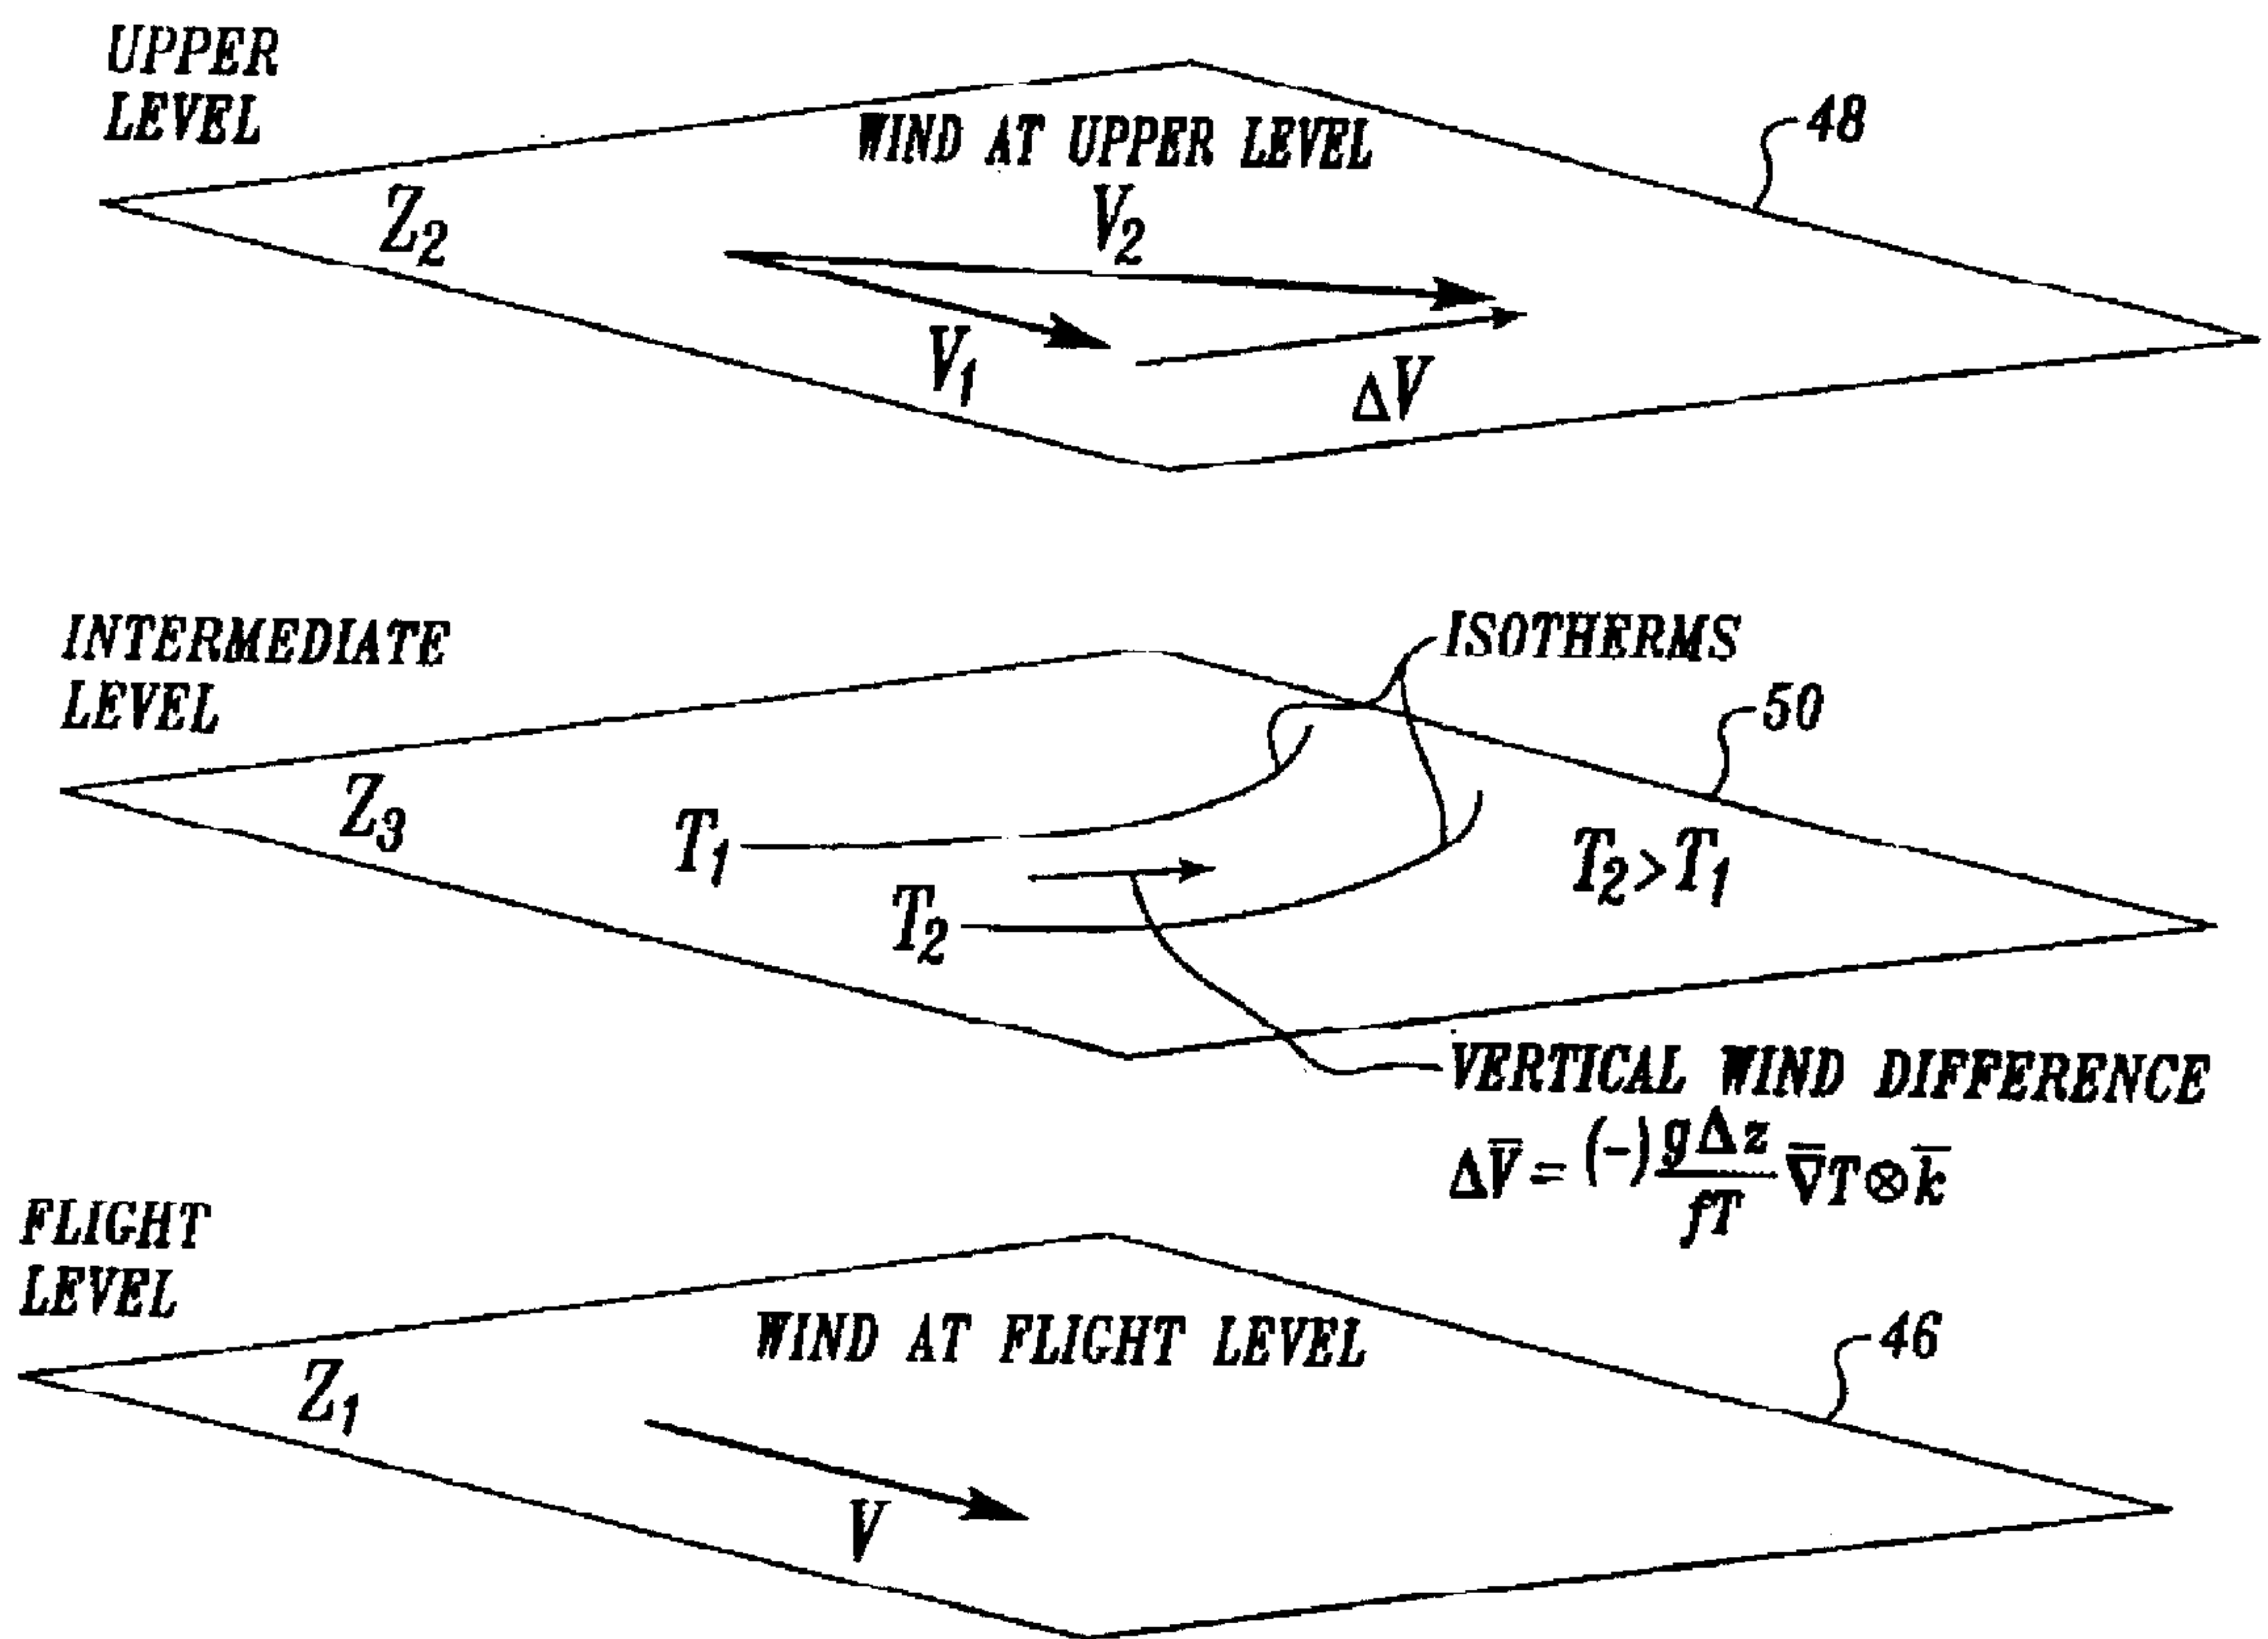 UPPER
LEVEL
WIND AT UPPER LEVEL
48
Z2
V2
V1
ΔV
INTERMEDIATE
LEVEL
ISOTHERMS
50
Z3
T1
T2
T2>T1
VERTICAL WIND DIFFERENCE
ΔV̅ = (-) gΔz/fT ∇̅T⊗k̅
FLIGHT
LEVEL
WIND AT FLIGHT LEVEL
46
Z1
V